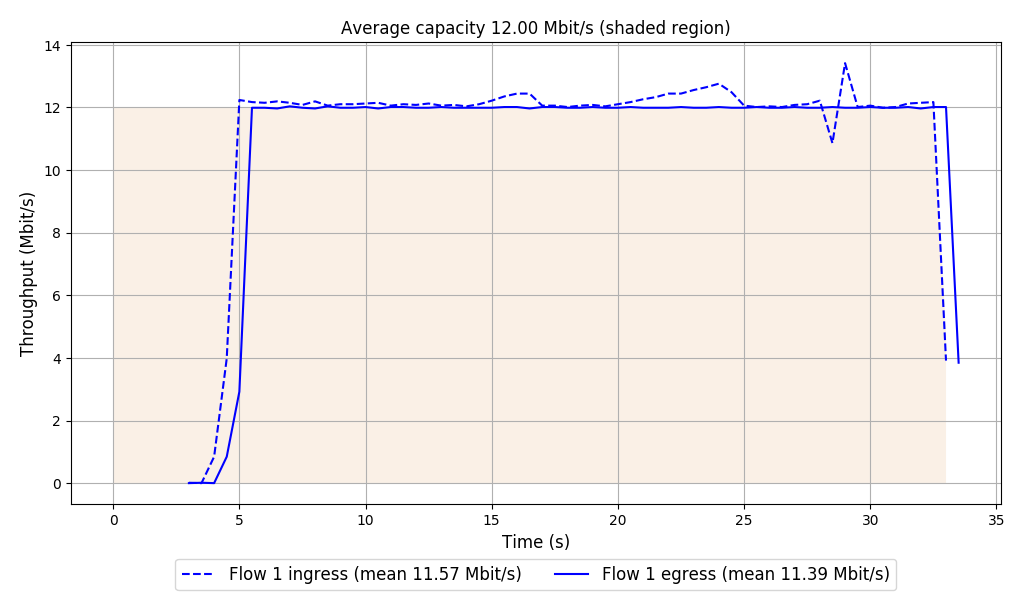 Average capacity 12.00 Mbit/s (shaded region)
Throughput (Mbit/s)
14
12
10
8
6
4
2
0
0 5 10 15 20 25 30 35
Time (s)
Flow 1 ingress (mean 11.57 Mbit/s) Flow 1 egress (mean 11.39 Mbit/s)